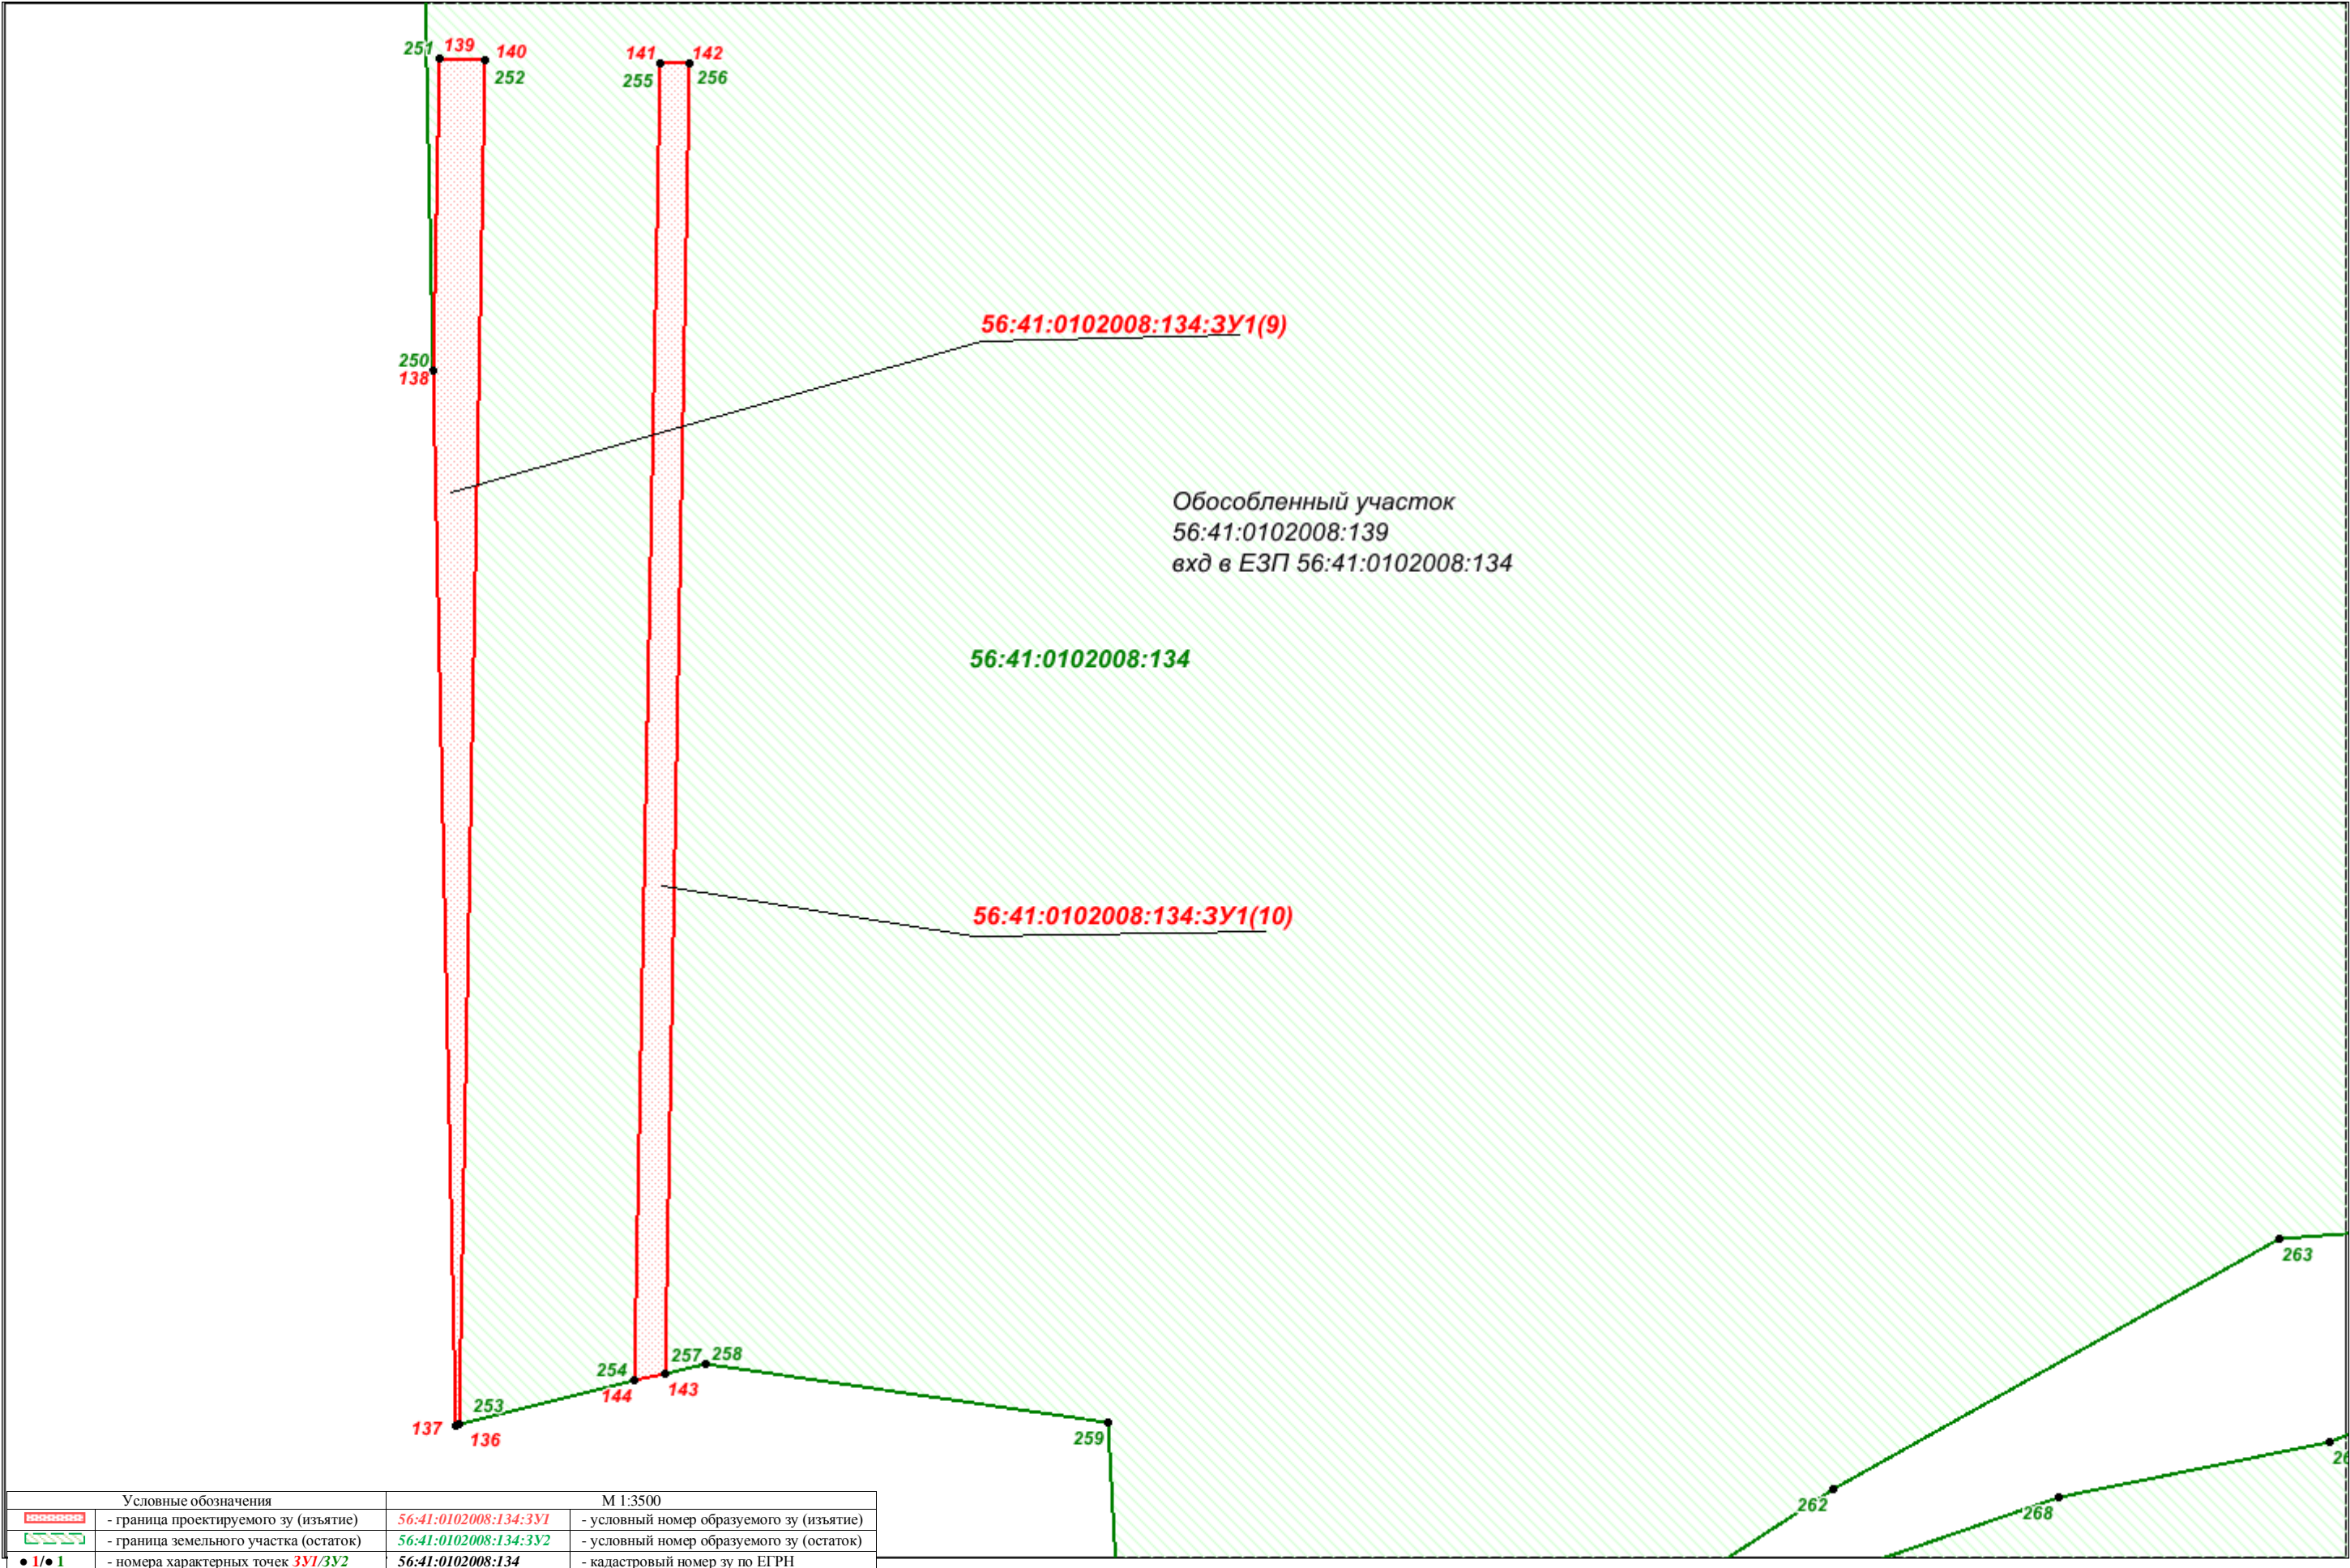 251 139 140
252
141 142
255 256
56:41:0102008:134:ЗУ1(9)
250
138
Обособленный участок
56:41:0102008:139
вхд в ЕЗП 56:41:0102008:134
56:41:0102008:134
56:41:0102008:134:ЗУ1(10)
263
257 258
254
144 143
253
137
136
259
262
268
Условные обозначения М 1:3500
- граница проектируемого зу (изъятие) 56:41:0102008:134:ЗУ1 - условный номер образуемого зу (изъятие)
- граница земельного участка (остаток) 56:41:0102008:134:ЗУ2 - условный номер образуемого зу (остаток)
● 1/● 1 - номера характерных точек ЗУ1/ЗУ2 56:41:0102008:134 - кадастровый номер зу по ЕГРН